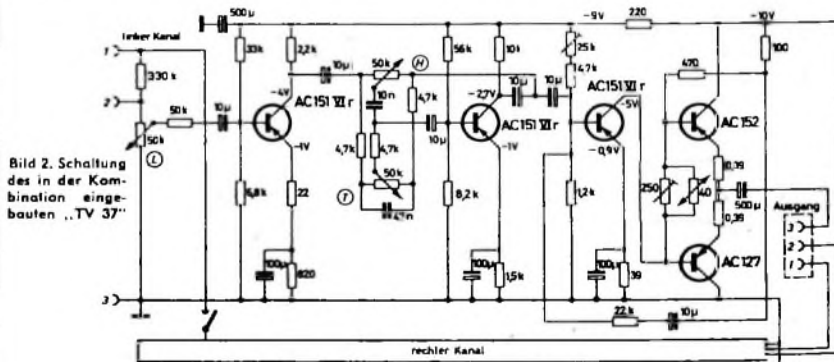 500µ
-9V
220
-10V
linker Kanal
1
33k
2,2k
56k
10k
25k
100
330k
10µ
50k
H
10µ
10µ
14,7k
470
-4V
10n
4,7k
-2,7V
AC151 VI r
-5V
2
50k
10µ
AC151 VI r
AC151 VI r
AC152
50k
L
-1V
4,7k
4,7k
10µ
-1V
-0,9V
0,39
Bild 2. Schaltung
des in der Kom-
bination einge-
bauten „TV 37"
50k
T
250
40
500µ
6,8k
22
8,2k
1,2k
0,39
Ausgang
3
2
1
AC127
100µ
820
100µ
1,5k
100µ
39
3
22k
10µ
rechter Kanal